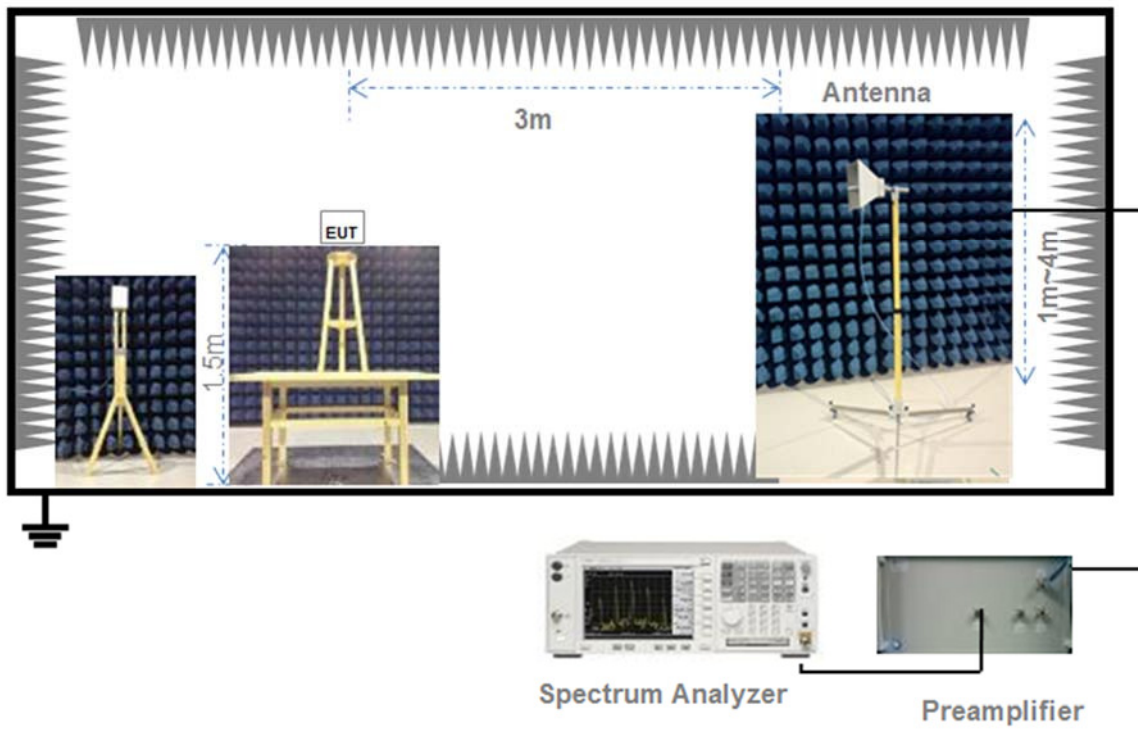 Antenna
3m
EUT
1.5m
1m~4m
Spectrum Analyzer
Preamplifier